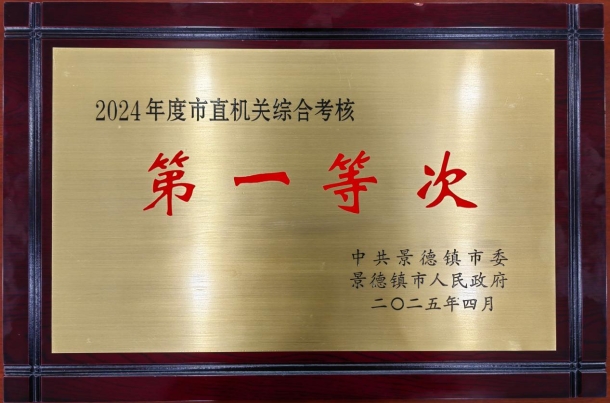 2024年度市直机关综合考核
第一等次
中共景德镇市委
景德镇市人民政府
二〇二五年四月